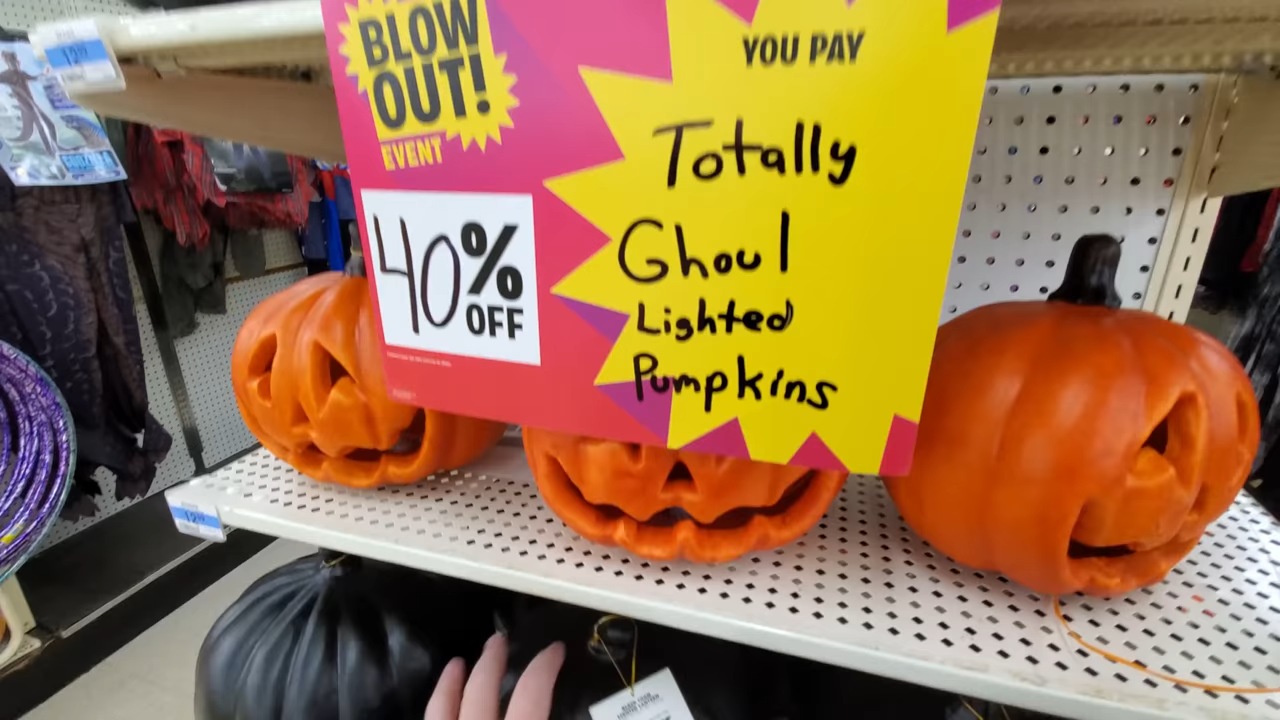 BLOW
OUT!
EVENT
40%
OFF
YOU PAY
Totally
Ghoul
Lighted
Pumpkins